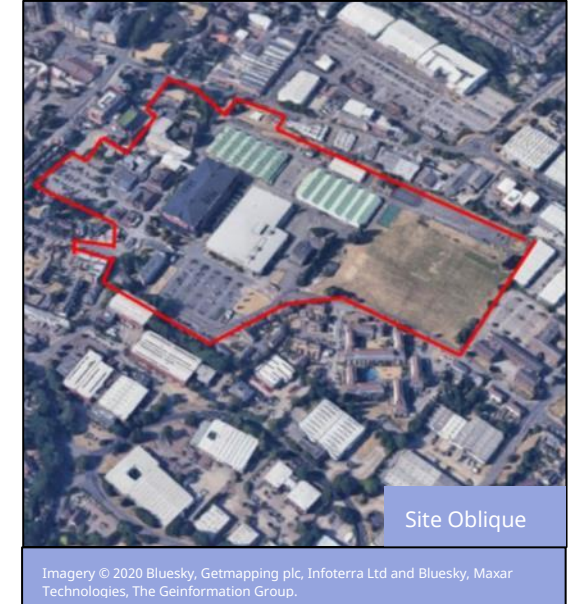 Site Oblique
Imagery © 2020 Bluesky, Getmapping plc, Infoterra Ltd and Bluesky, Maxar
Technologies, The Geinformation Group.